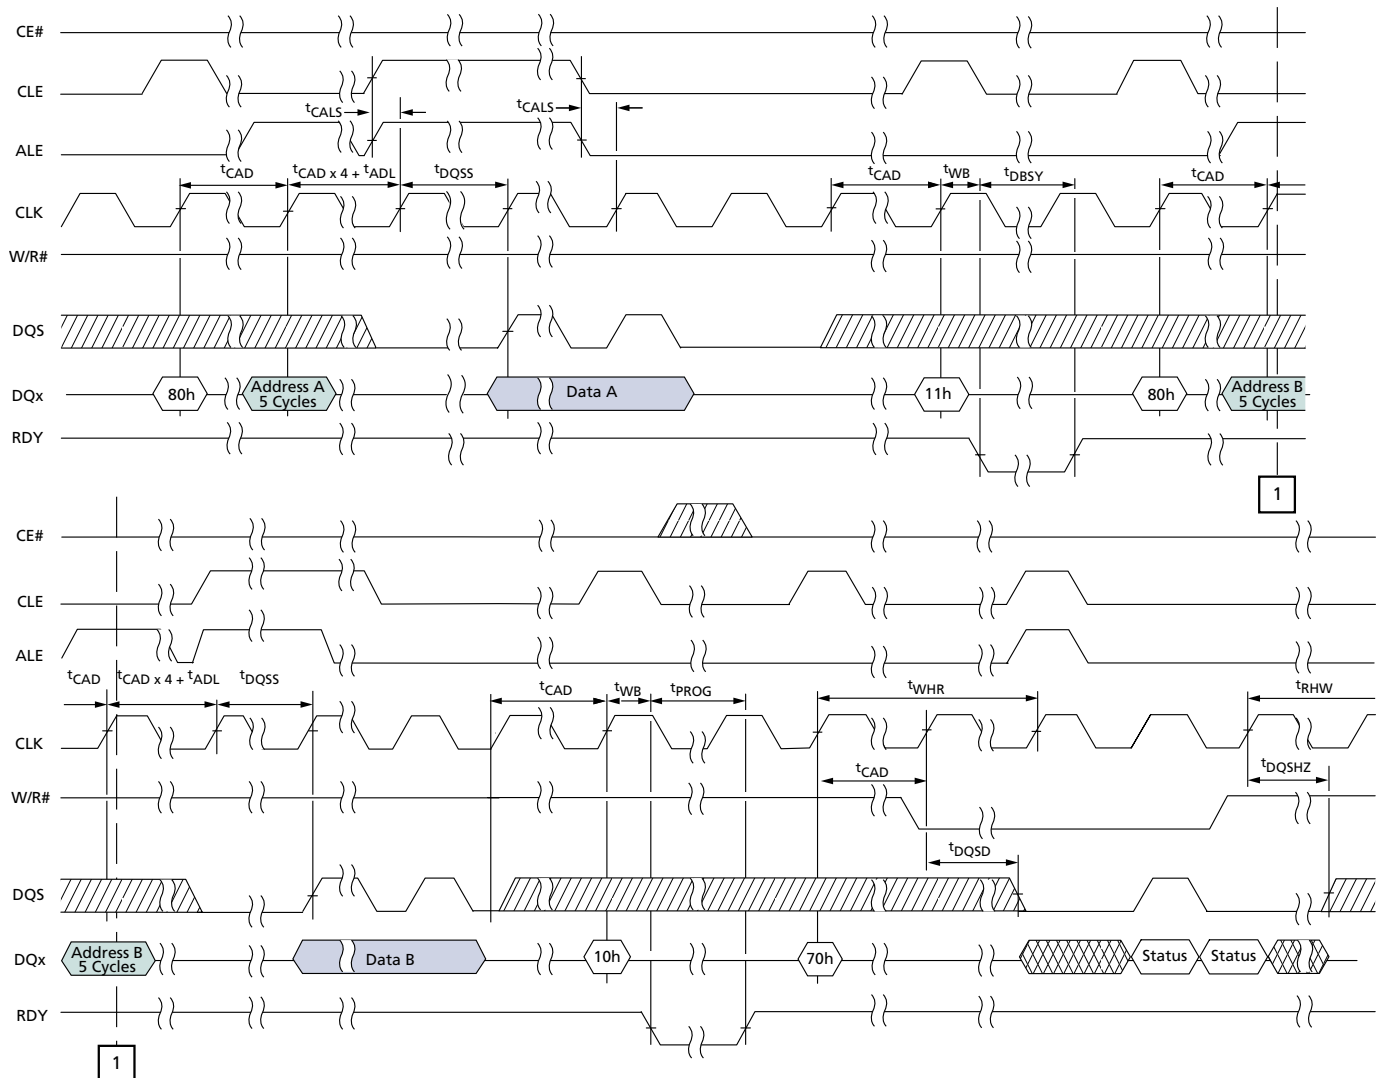 CE#
CLE
tCALS
tCALS
ALE
tCAD
tCAD x 4 + tADL
tDQSS
tCAD
tWB
tDBSY
tCAD
CLK
W/R#
DQS
DQx
80h
Address A
5 Cycles
Data A
11h
80h
Address B
5 Cycles
RDY
1
CE#
CLE
ALE
tCAD
tCAD x 4 + tADL
tDQSS
tCAD
tWB
tPROG
tWHR
tRHW
CLK
tCAD
tDQSHZ
W/R#
tDQSD
DQS
DQx
Address B
5 Cycles
Data B
10h
70h
Status
Status
RDY
1